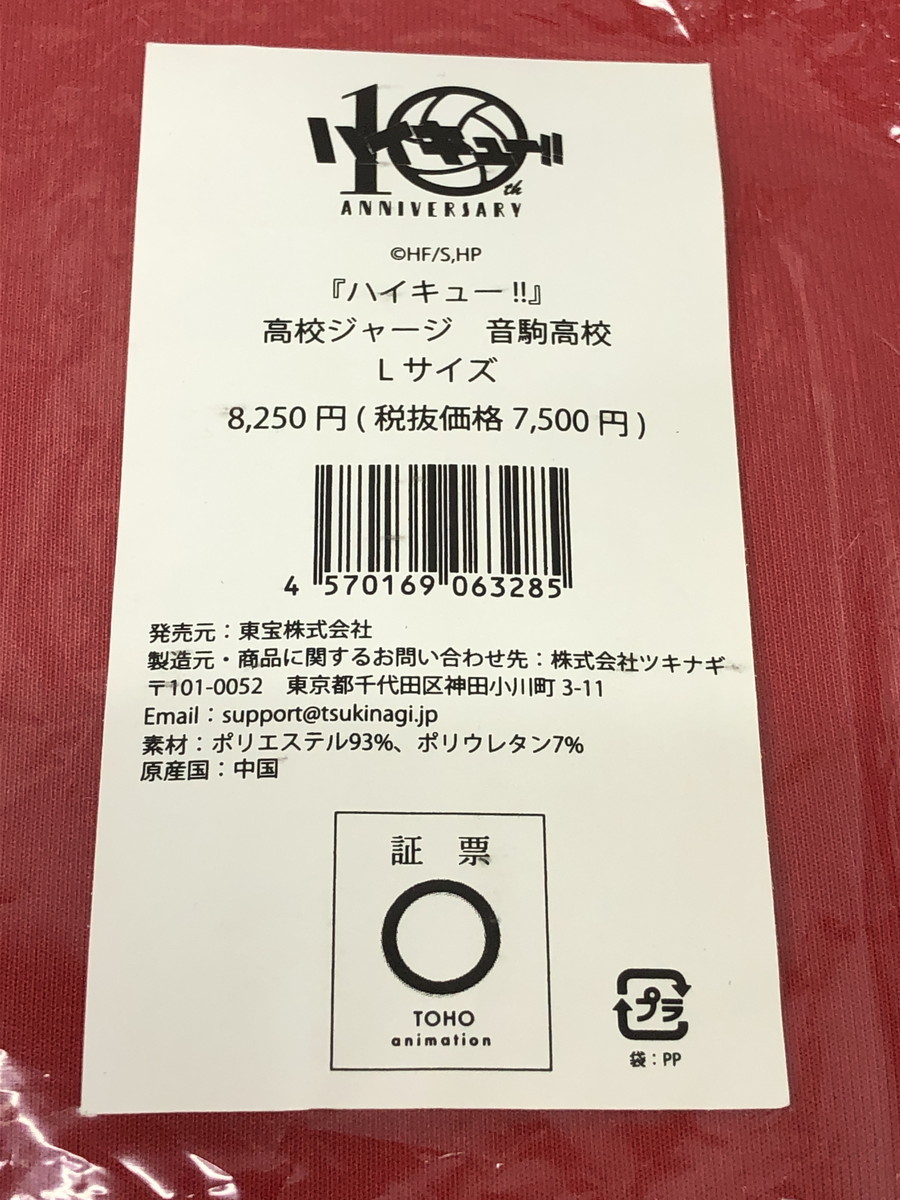 10th
ハイキュー!!
ANNIVERSARY
©HF/S,HP
『ハイキュー!!』
高校ジャージ　音駒高校
Lサイズ
8,250円(税抜価格7,500円)
4 570169 063285
発売元：東宝株式会社
製造元・商品に関するお問い合わせ先：株式会社ツキナギ
〒101-0052　東京都千代田区神田小川町3-11
Email：support@tsukinagi.jp
素材：ポリエステル93%、ポリウレタン7%
原産国：中国
証 票
TOHO
animation
プラ
袋：PP